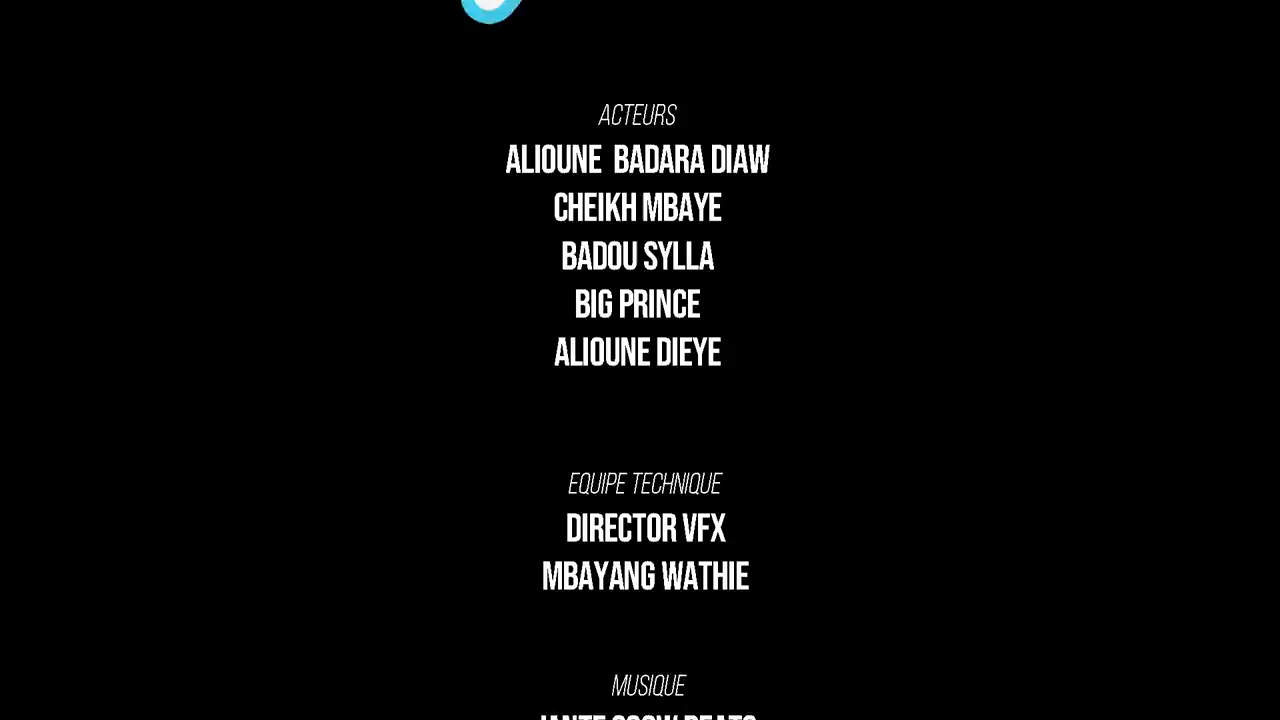 ACTEURS
ALIOUNE BADARA DIAW
CHEIKH MBAYE
BADOU SYLLA
BIG PRINCE
ALIOUNE DIEYE
EQUIPE TECHNIQUE
DIRECTOR VFX
MBAYANG WATHIE
MUSIQUE